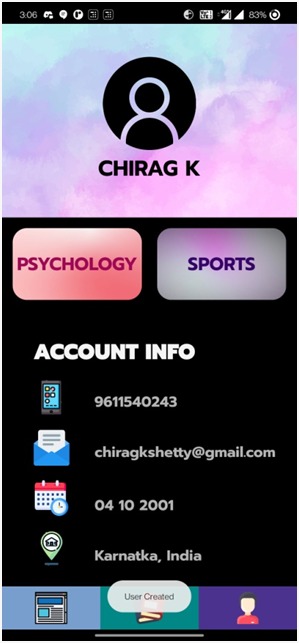 3:06
83%
CHIRAG K
PSYCHOLOGY
SPORTS
ACCOUNT INFO
9611540243
chiragkshetty@gmail.com
04 10 2001
Karnatka, India
User Created